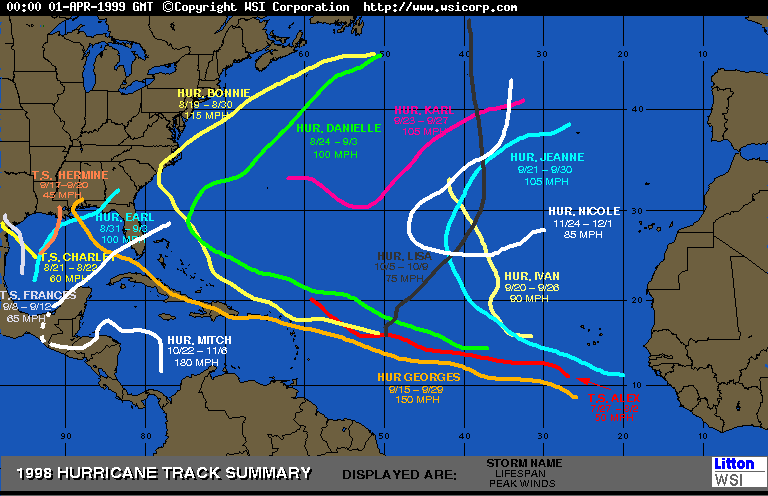 00:00 01-APR-1999 GMT ©Copyright WSI Corporation http://www.wsicorp.com
60 50 40 30 20 10
HUR, BONNIE
8/19 – 8/30
115 MPH
HUR, KARL
9/23 – 9/27
105 MPH
40
HUR, DANIELLE
8/24 – 9/3
100 MPH
HUR, JEANNE
9/21 – 9/30
105 MPH
T.S. HERMINE
9/17–9/20
45 MPH
HUR, EARL
8/31 – 9/3
100 MPH
HUR, NICOLE
11/24 – 12/1
85 MPH
30
T.S, CHARLEY
8/21 – 8/22
60 MPH
HUR, LISA
10/5 – 10/9
75 MPH
HUR, IVAN
9/20 – 9/26
90 MPH
T.S, FRANCES
9/8 – 9/12
65 MPH
20
HUR, MITCH
10/22 – 11/6
180 MPH
HUR GEORGES
9/15 – 9/29
150 MPH
10
T.S, ALEX
90 80 70 60 50 40 30 20 10
1998 HURRICANE TRACK SUMMARY
DISPLAYED ARE:
STORM NAME
LIFESPAN
PEAK WINDS
Litton
WSI